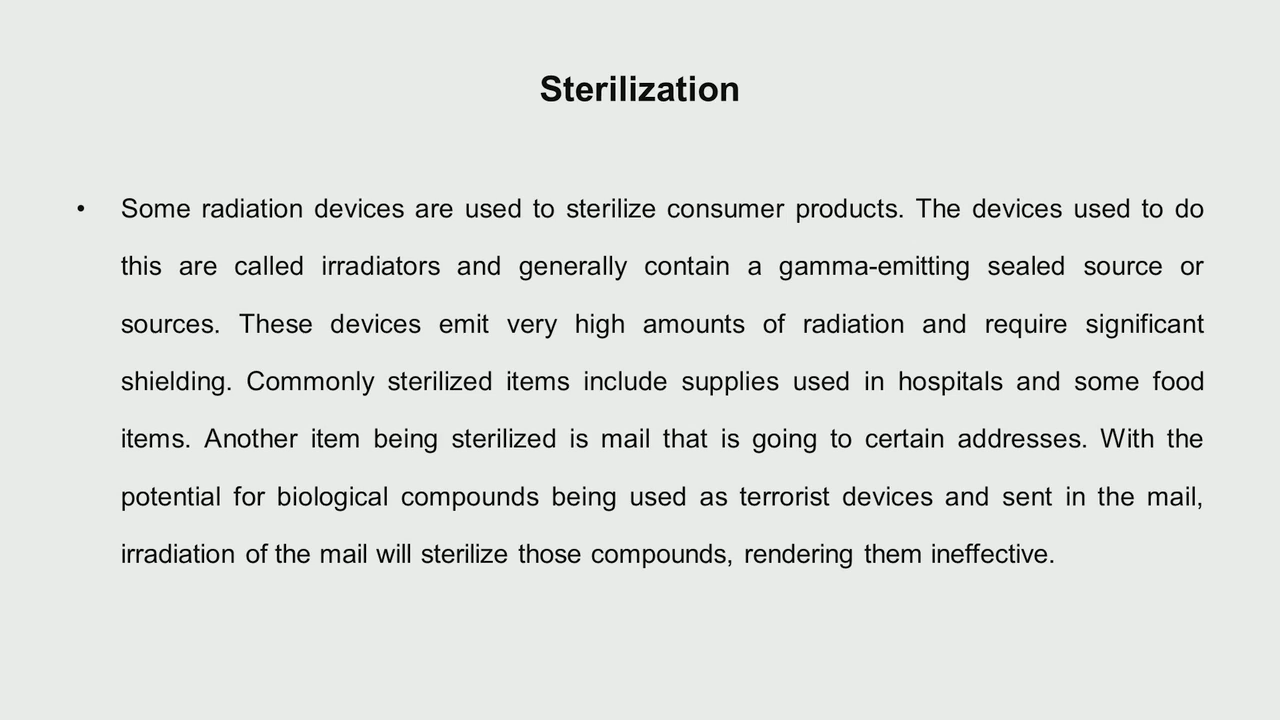 Sterilization
• Some radiation devices are used to sterilize consumer products. The devices used to do
this are called irradiators and generally contain a gamma-emitting sealed source or
sources. These devices emit very high amounts of radiation and require significant
shielding. Commonly sterilized items include supplies used in hospitals and some food
items. Another item being sterilized is mail that is going to certain addresses. With the
potential for biological compounds being used as terrorist devices and sent in the mail,
irradiation of the mail will sterilize those compounds, rendering them ineffective.